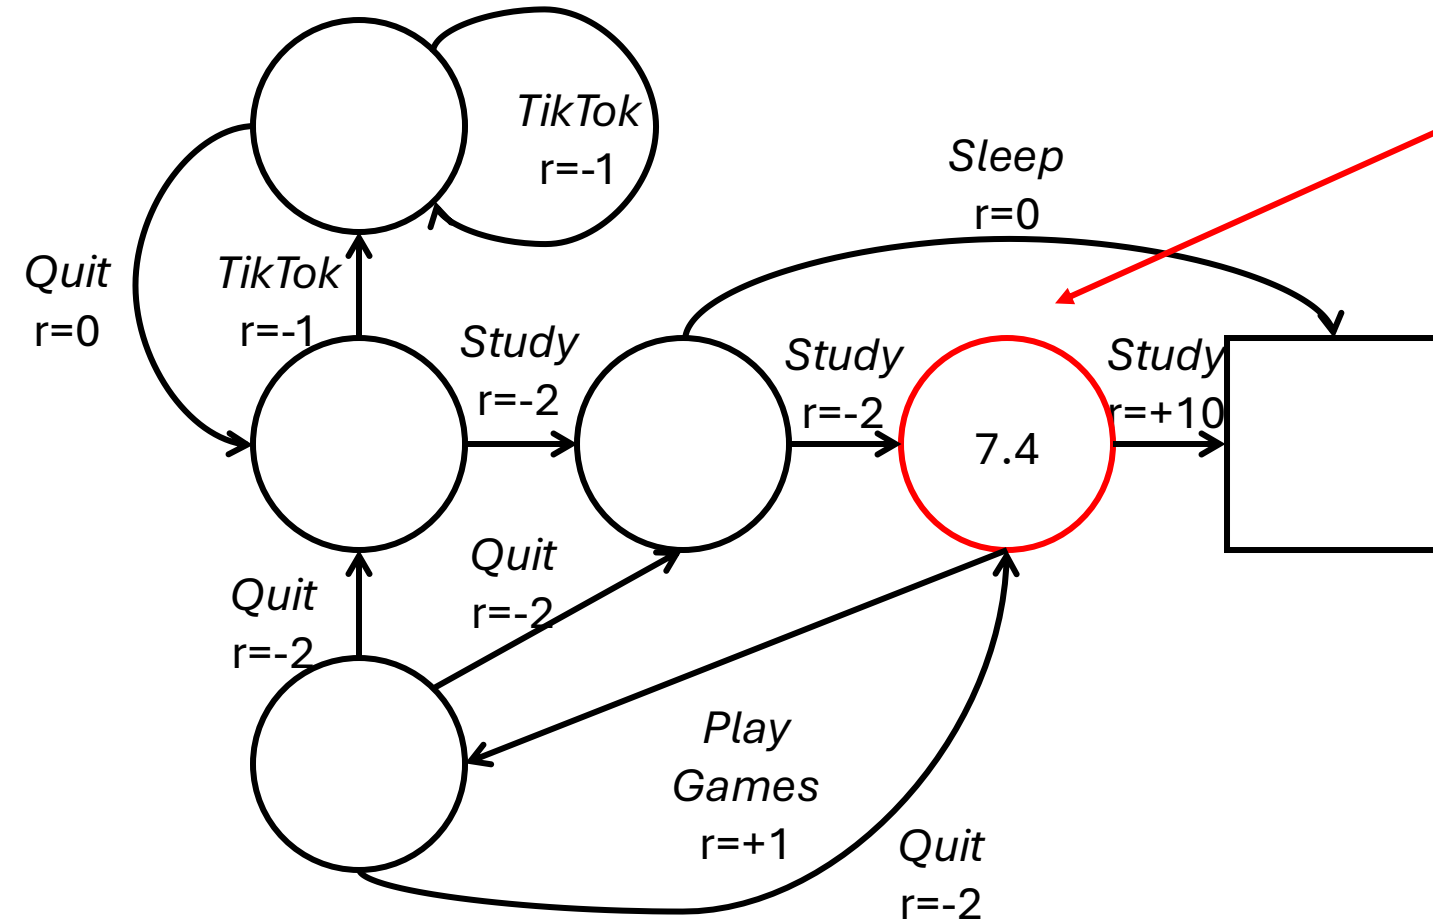 TikTok
r=-1
Sleep
r=0
Quit
r=0
TikTok
r=-1
Study
r=-2
Study
r=-2
Study
r=+10
7.4
Quit
r=-2
Quit
r=-2
Play
Games
r=+1
Quit
r=-2